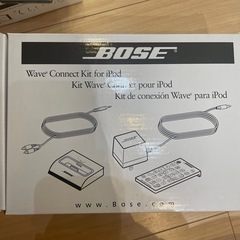 BOSE
Wave® Connect Kit for iPod
Kit Wave® Connect pour iPod
Kit de conexión Wave® para iPod
www.Bose.com